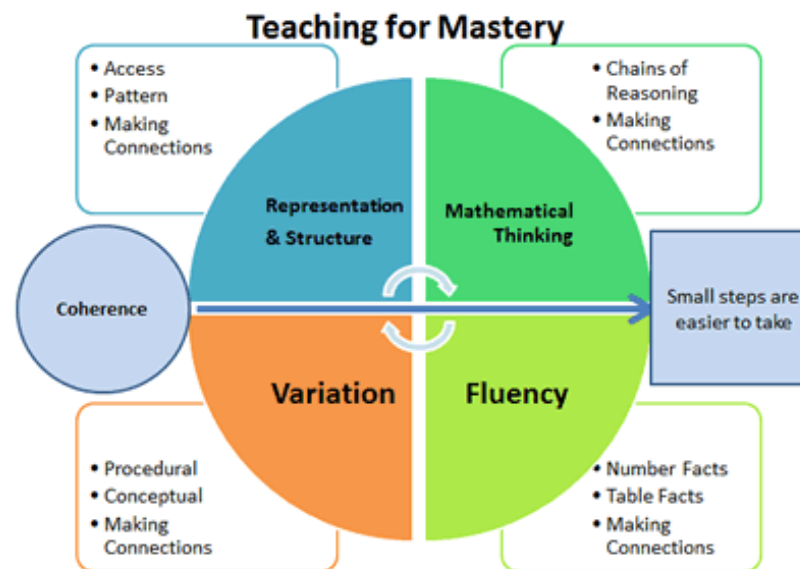 Teaching for Mastery
• Access
• Pattern
• Making
Connections
• Chains of
Reasoning
• Making
Connections
Representation
& Structure
Mathematical
Thinking
Coherence
Small steps are
easier to take
Variation
Fluency
• Procedural
• Conceptual
• Making
Connections
• Number Facts
• Table Facts
• Making
Connections